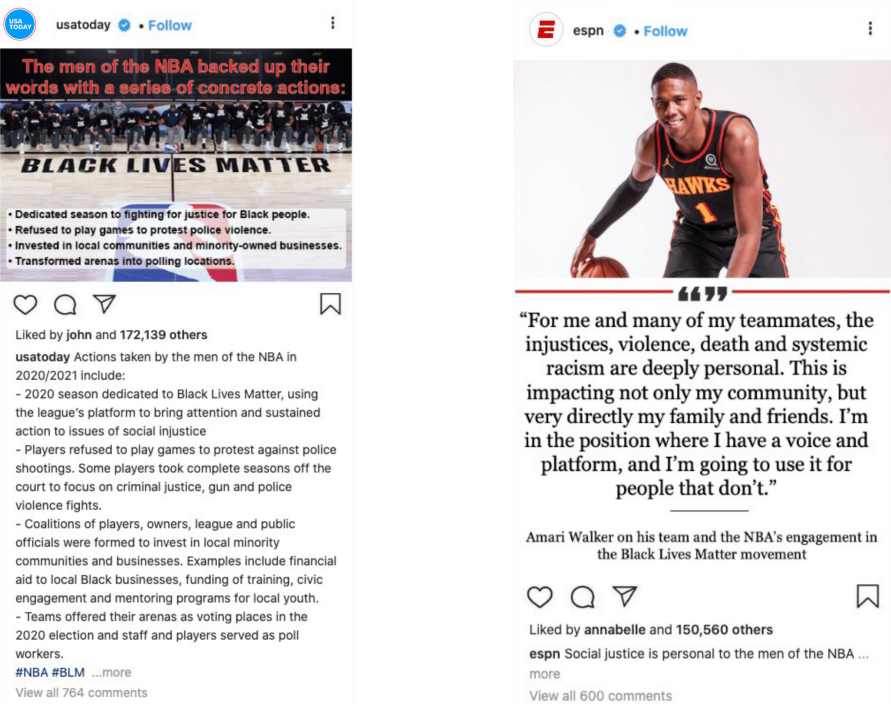 USA
TODAY
usatoday • Follow
The men of the NBA backed up their
words with a series of concrete actions:
BLACK LIVES MATTER
• Dedicated season to fighting for justice for Black people.
• Refused to play games to protest police violence.
• Invested in local communities and minority-owned businesses.
• Transformed arenas into polling locations.
Liked by john and 172,139 others
usatoday Actions taken by the men of the NBA in
2020/2021 include:
- 2020 season dedicated to Black Lives Matter, using
the league's platform to bring attention and sustained
action to issues of social injustice
- Players refused to play games to protest against police
shootings. Some players took complete seasons off the
court to focus on criminal justice, gun and police
violence fights.
- Coalitions of players, owners, league and public
officials were formed to invest in local minority
communities and businesses. Examples include financial
aid to local Black businesses, funding of training, civic
engagement and mentoring programs for local youth.
- Teams offered their arenas as voting places in the
2020 election and staff and players served as poll
workers.
#NBA #BLM ...more
View all 764 comments
espn • Follow
HAWKS
1
“For me and many of my teammates, the
injustices, violence, death and systemic
racism are deeply personal. This is
impacting not only my community, but
very directly my family and friends. I’m
in the position where I have a voice and
platform, and I’m going to use it for
people that don’t.”
Amari Walker on his team and the NBA’s engagement in
the Black Lives Matter movement
Liked by annabelle and 150,560 others
espn Social justice is personal to the men of the NBA ...
more
View all 600 comments